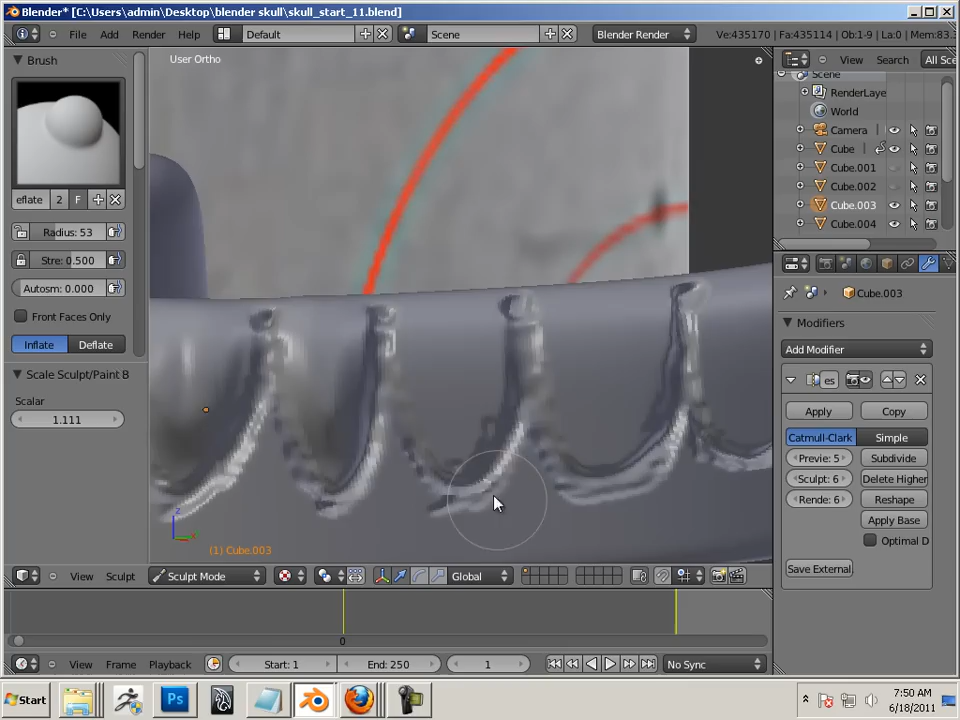 Blender* [C:\Users\admin\Desktop\blender skull\skull_start_11.blend]
File Add Render Help Default Scene Blender Render Ve:435170 | Fa:435114 | Ob:1-9 | La:0 | Mem:83.
Brush
eflate 2 F
Radius: 53
Stre: 0.500
Autosm: 0.000
Front Faces Only
Inflate Deflate
Scale Sculpt/Paint B
Scalar
1.111
User Ortho
z
(1) Cube.003
View Sculpt Sculpt Mode Global
0
View Frame Playback Start: 1 End: 250 1 No Sync
View Search All Sce
Scene
RenderLaye
World
Camera
Cube
Cube.001
Cube.002
Cube.003
Cube.004
Cube.003
Modifiers
Add Modifier
es
Apply Copy
Catmull-Clark Simple
Previe: 5 Subdivide
Sculpt: 6 Delete Higher
Rende: 6 Reshape
Apply Base
Optimal D
Save External.
Start Ps 7:50 AM
6/18/2011